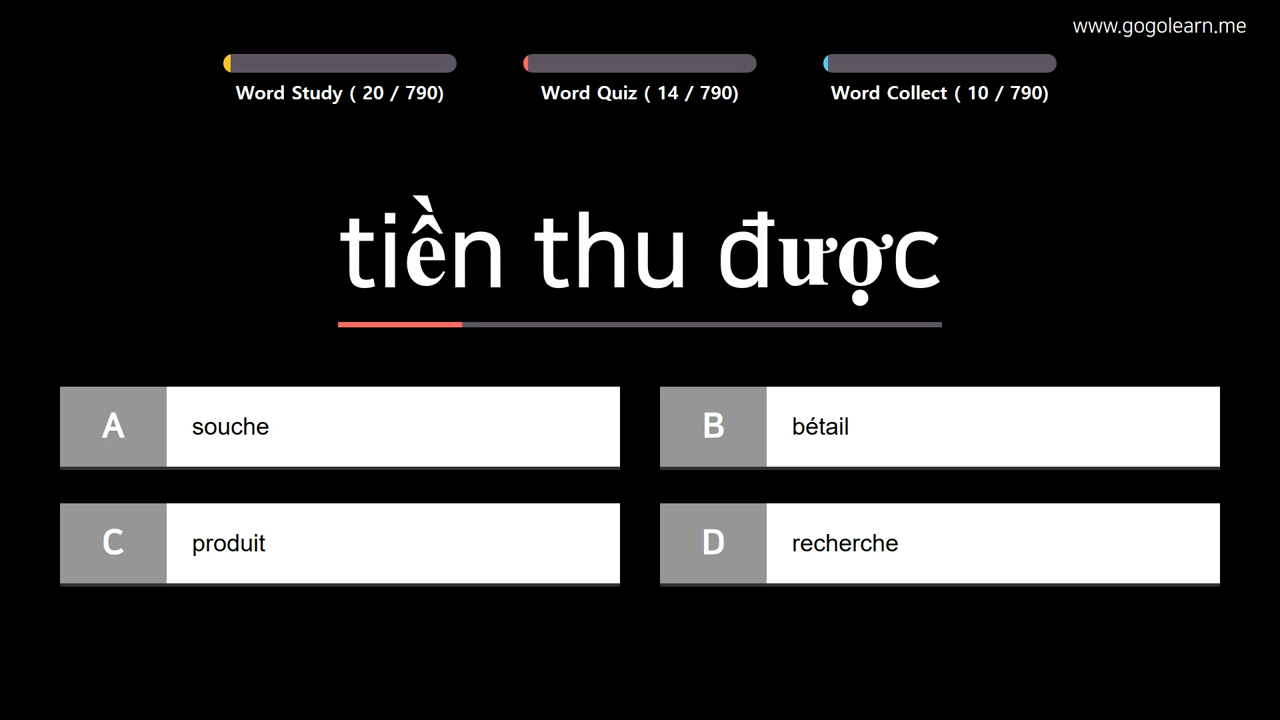 www.gogolearn.me
Word Study ( 20 / 790) Word Quiz ( 14 / 790) Word Collect ( 10 / 790)
tiền thu được
A souche
B bétail
C produit
D recherche